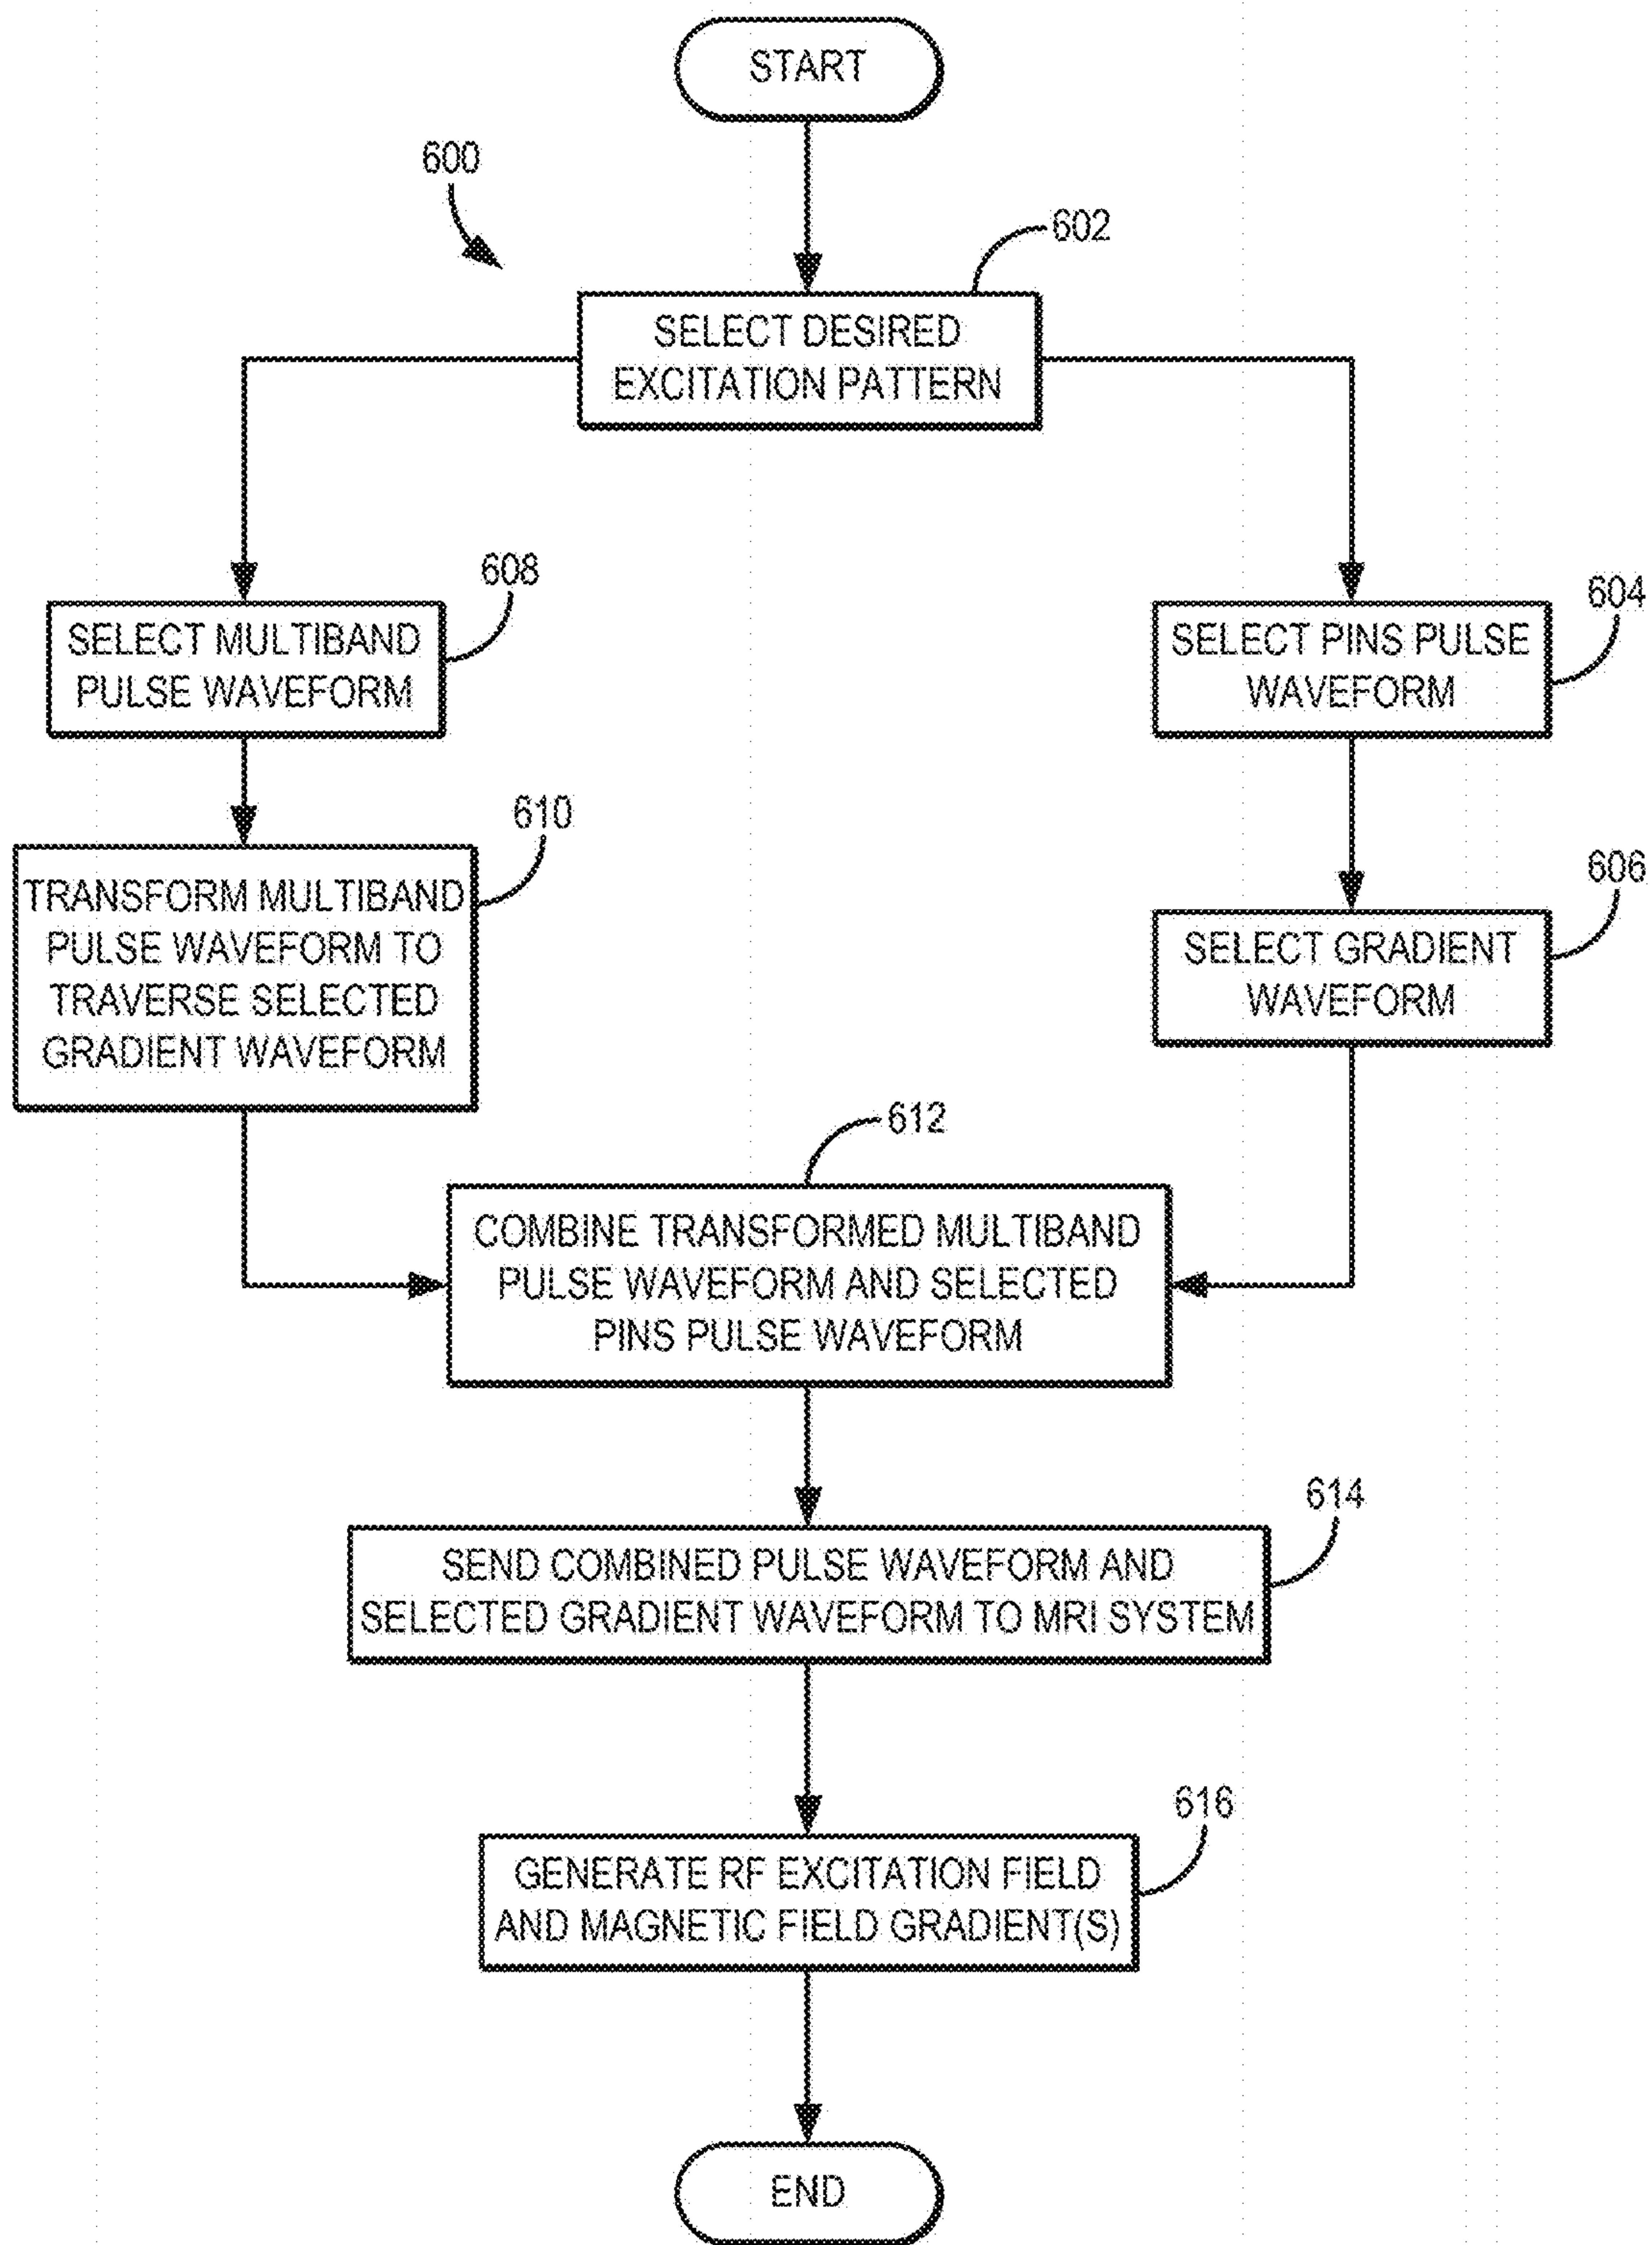 START
600
602
SELECT DESIRED
EXCITATION PATTERN
608
SELECT MULTIBAND
PULSE WAVEFORM
604
SELECT PINS PULSE
WAVEFORM
610
TRANSFORM MULTIBAND
PULSE WAVEFORM TO
TRAVERSE SELECTED
GRADIENT WAVEFORM
606
SELECT GRADIENT
WAVEFORM
612
COMBINE TRANSFORMED MULTIBAND
PULSE WAVEFORM AND SELECTED
PINS PULSE WAVEFORM
614
SEND COMBINED PULSE WAVEFORM AND
SELECTED GRADIENT WAVEFORM TO MRI SYSTEM
616
GENERATE RF EXCITATION FIELD
AND MAGNETIC FIELD GRADIENT(S)
END